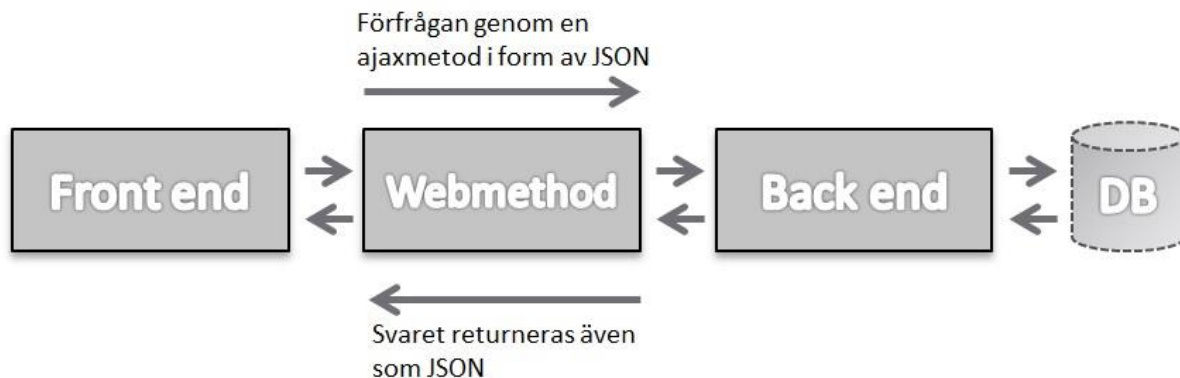 Förfrågan genom en
ajaxmetod i form av JSON
Front end
Webmethod
Back end
DB
Svaret returneras även
som JSON